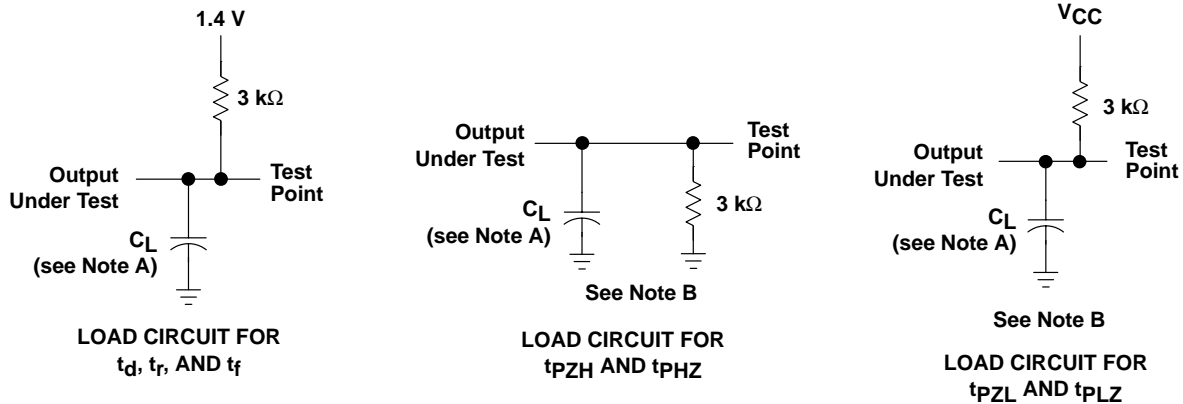 1.4 V
3 kΩ
Output
Under Test
Test
Point
CL
(see Note A)
LOAD CIRCUIT FOR
td, tr, AND tf
Output
Under Test
Test
Point
CL
(see Note A)
3 kΩ
See Note B
LOAD CIRCUIT FOR
tPZH AND tPHZ
VCC
3 kΩ
Output
Under Test
Test
Point
CL
(see Note A)
See Note B
LOAD CIRCUIT FOR
tPZL AND tPLZ